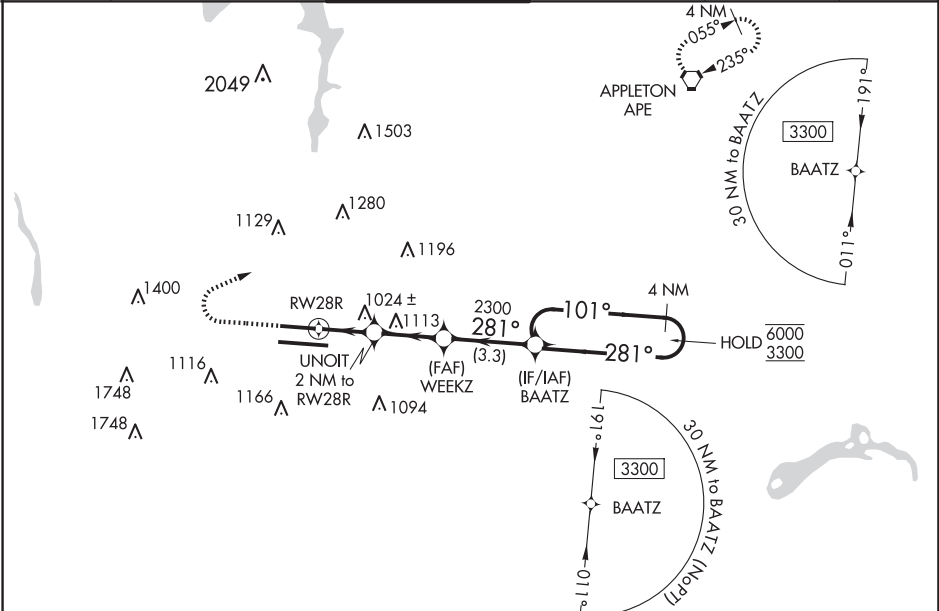 4 NM
055°
235°
APPLETON
APE
2049
1503
30 NM to BAATZ
3300
191°
BAATZ
011°
1280
1129
1196
1400
RW28R
1024 ±
1113
2300
281°
(3.3)
101°
4 NM
281°
HOLD 6000
3300
UNOIT
2 NM to
RW28R
(FAF)
WEEKZ
(IF/IAF)
BAATZ
1116
1748
1166
1094
1748
191°
30 NM to BAATZ (NoPT)
3300
BAATZ
011°